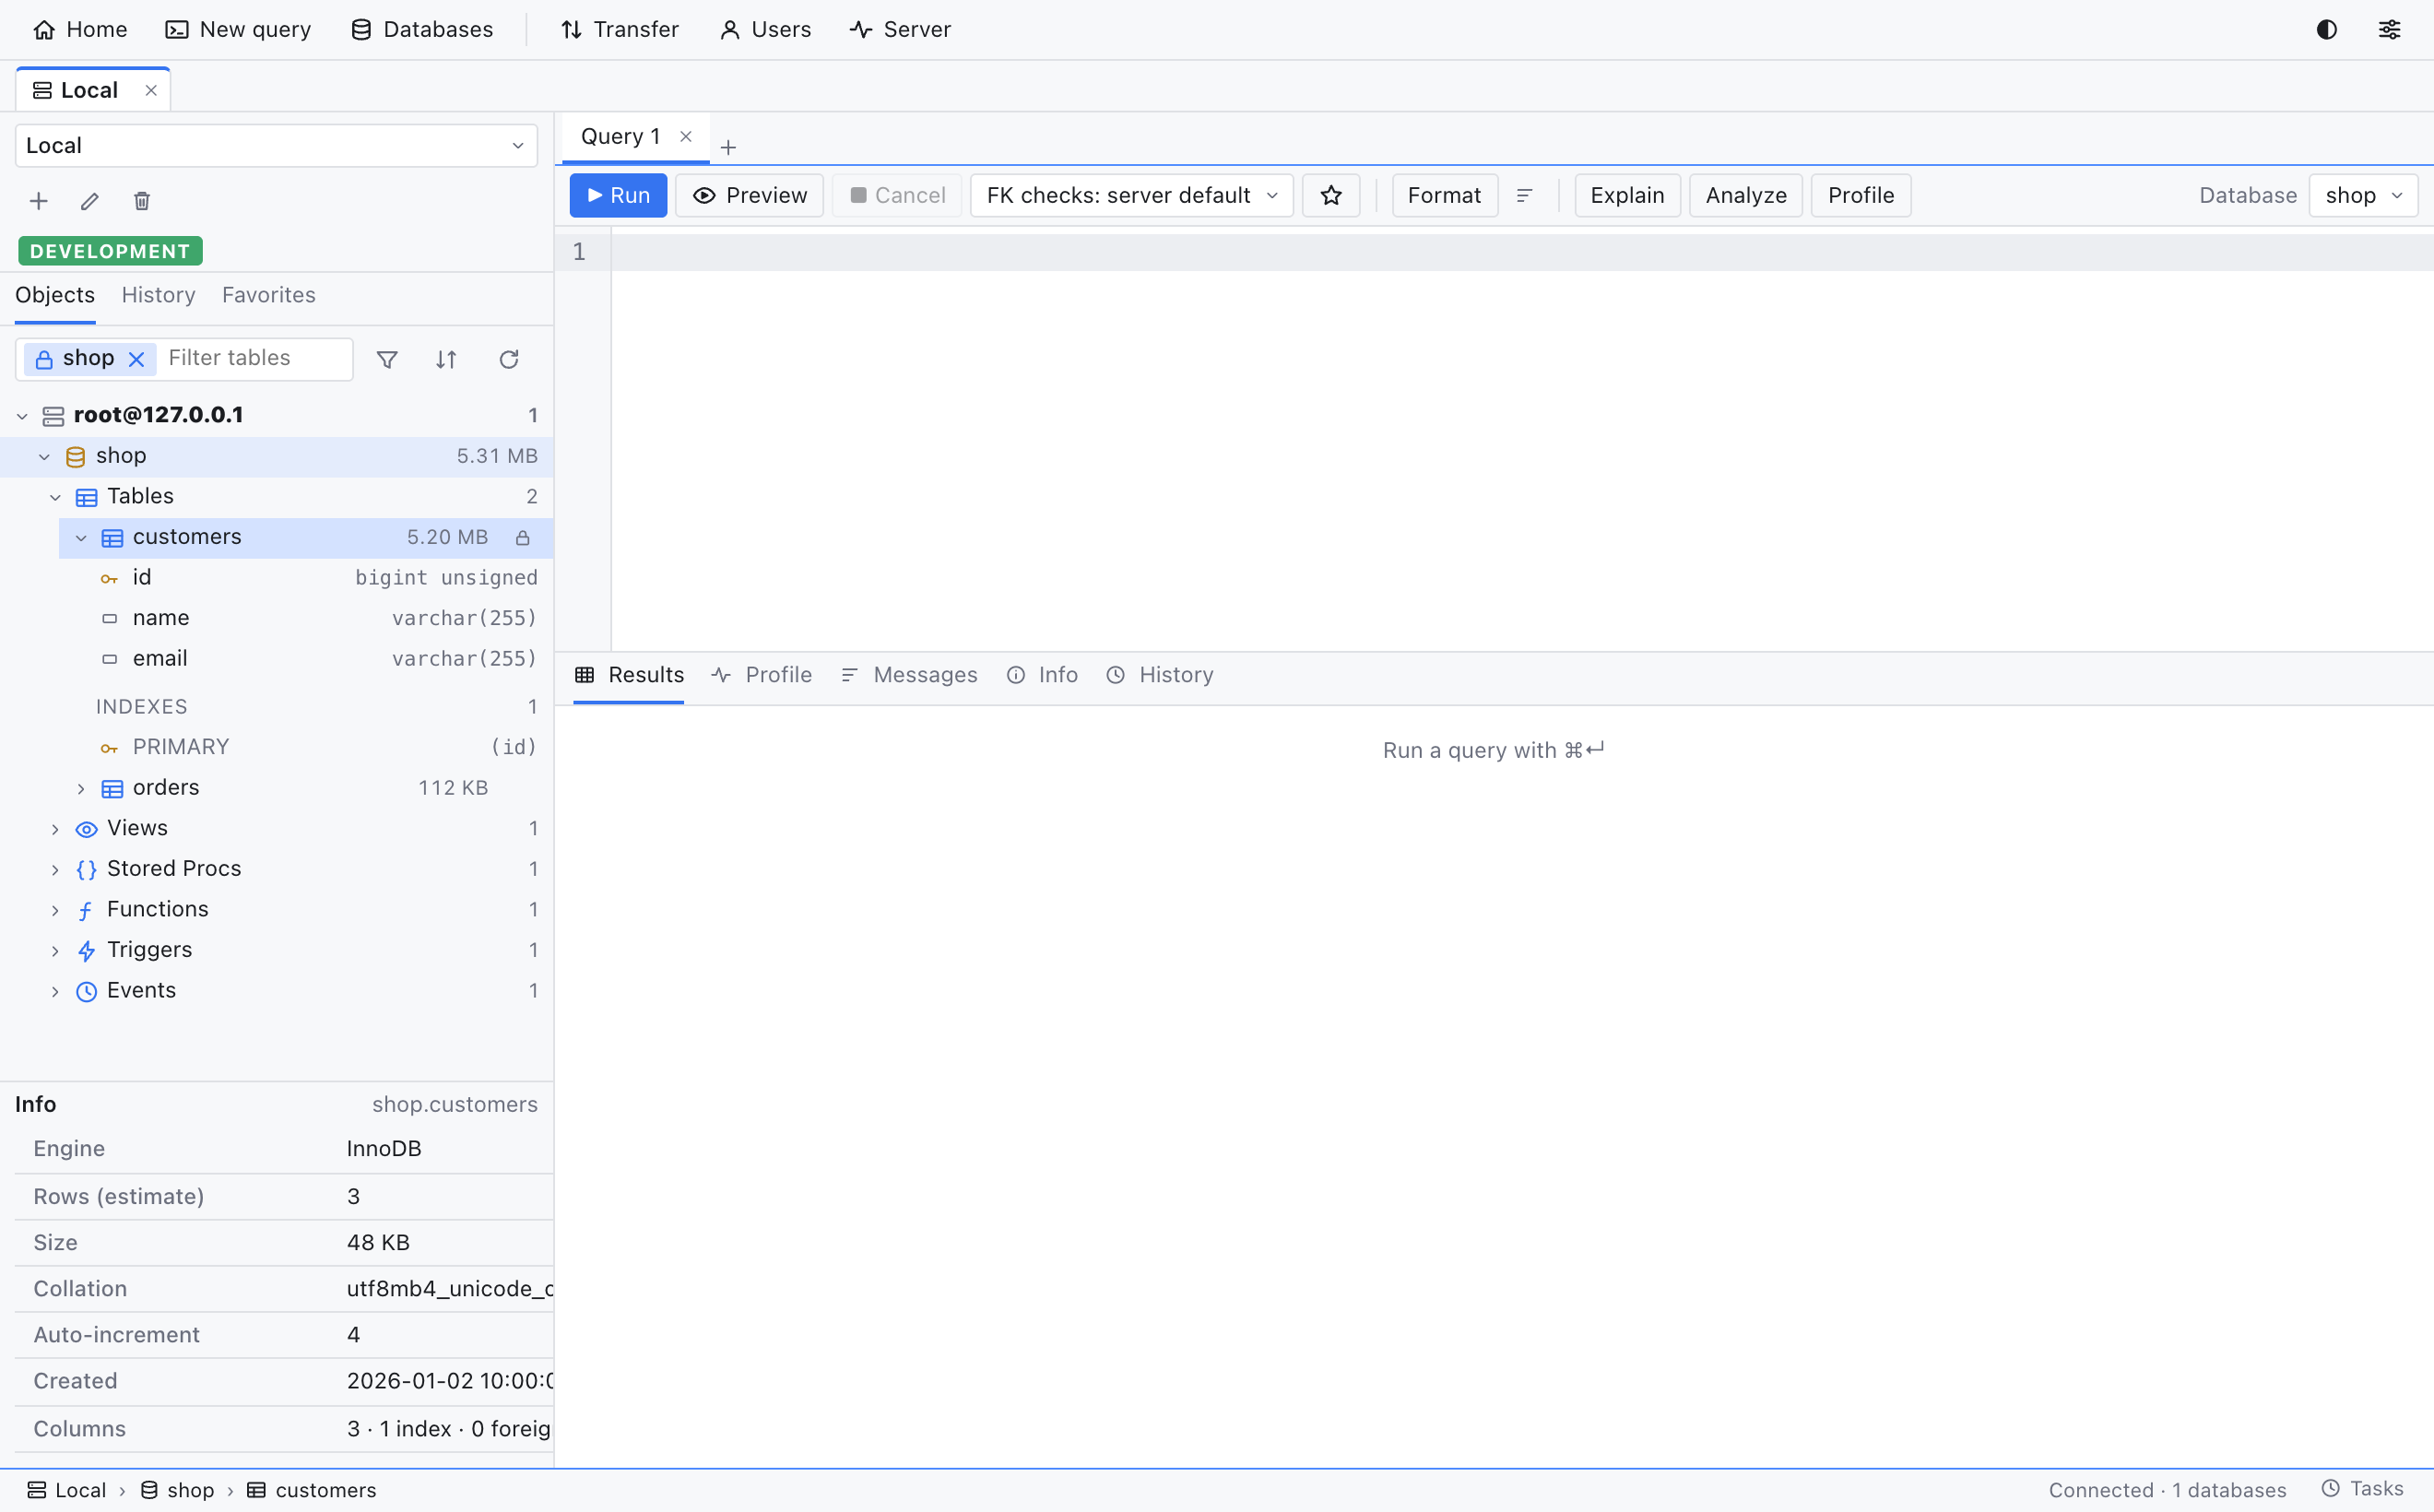 Home New query Databases Transfer Users Server
Local
Local
DEVELOPMENT
Objects History Favorites
shop Filter tables
root@127.0.0.1 1
shop 5.31 MB
Tables 2
customers 5.20 MB
id bigint unsigned
name varchar(255)
email varchar(255)
INDEXES 1
PRIMARY (id)
orders 112 KB
Views 1
Stored Procs 1
Functions 1
Triggers 1
Events 1
Info shop.customers
Engine InnoDB
Rows (estimate) 3
Size 48 KB
Collation utf8mb4_unicode_c
Auto-increment 4
Created 2026-01-02 10:00:0
Columns 3 · 1 index · 0 foreig
Query 1
Run Preview Cancel FK checks: server default Format Explain Analyze Profile Database shop
1
Results Profile Messages Info History
Run a query with ⌘↵
Local › shop › customers
Connected · 1 databases Tasks